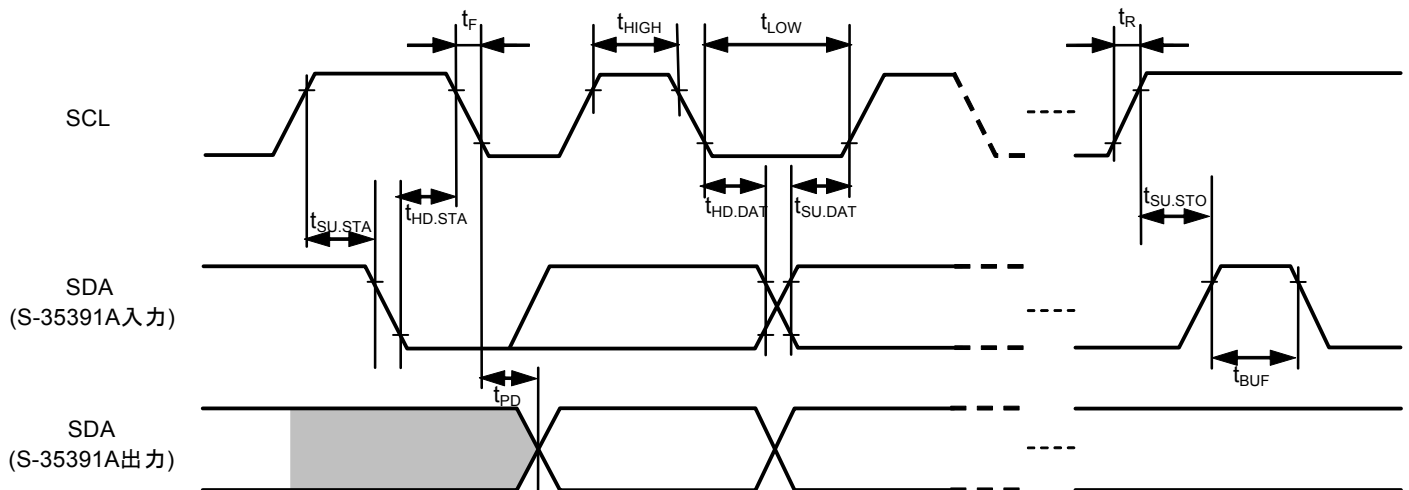 tF
tHIGH
tLOW
tR
SCL
tSU.STA
tHD.STA
tHD.DAT
tSU.DAT
tSU.STO
SDA
(S-35391A入力)
tBUF
tPD
SDA
(S-35391A出力)